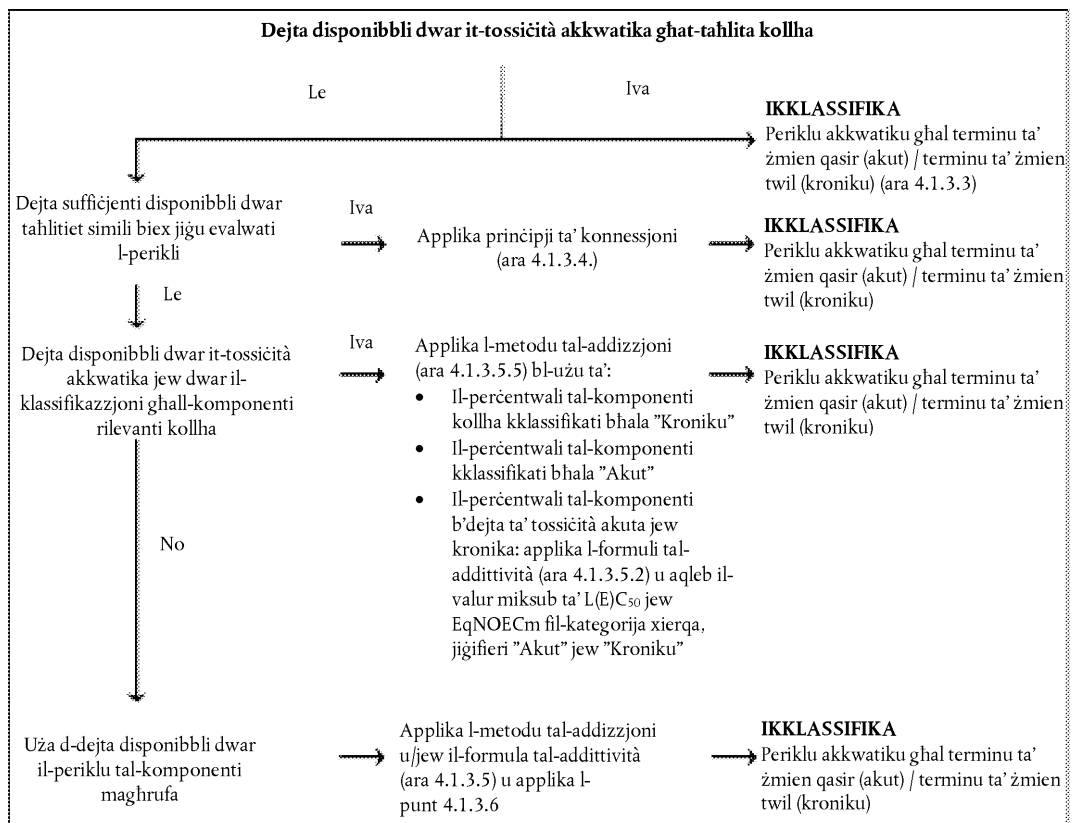 Dejta disponibbli dwar it-tossiċità akkwatika għat-taħlita kollha
Le
Iva
IKKLASSIFIKA
Periklu akkwatiku għal terminu ta’
żmien qasir (akut) / terminu ta’ żmien
twil (kroniku) (ara 4.1.3.3)
Dejta suffiċjenti disponibbli dwar
taħlitiet simili biex jiġu evalwati
l-perikli
Iva
Applika prinċipji ta’ konnessjoni
(ara 4.1.3.4.)
IKKLASSIFIKA
Periklu akkwatiku għal terminu ta’
żmien qasir (akut) / terminu ta’ żmien
twil (kroniku)
Le
Dejta disponibbli dwar it-tossiċità
akkwatika jew dwar il-
klassifikazzjoni għall-komponenti
rilevanti kollha
Iva
Applika l-metodu tal-addizzjoni
(ara 4.1.3.5.5) bl-użu ta’:
• Il-perċentwali tal-komponenti
kollha kklassifikati bħala ”Kroniku”
• Il-perċentwali tal-komponenti
kklassifikati bħala ”Akut”
• Il-perċentwali tal-komponenti
b’dejta ta’ tossiċità akuta jew
kronika: applika l-formuli tal-
addittività (ara 4.1.3.5.2) u aqleb il-
valur miksub ta’ L(E)C₅₀ jew
EqNOECm fil-kategorija xierqa,
jiġifieri ”Akut” jew ”Kroniku”
IKKLASSIFIKA
Periklu akkwatiku għal terminu ta’
żmien qasir (akut) / terminu ta’ żmien
twil (kroniku)
No
Uża d-dejta disponibbli dwar
il-periklu tal-komponenti
magħrufa
Applika l-metodu tal-addizzjoni
u/jew il-formula tal-addittività
(ara 4.1.3.5) u applika l-
punt 4.1.3.6
IKKLASSIFIKA
Periklu akkwatiku għal terminu ta’
żmien qasir (akut) / terminu ta’ żmien
twil (kroniku)